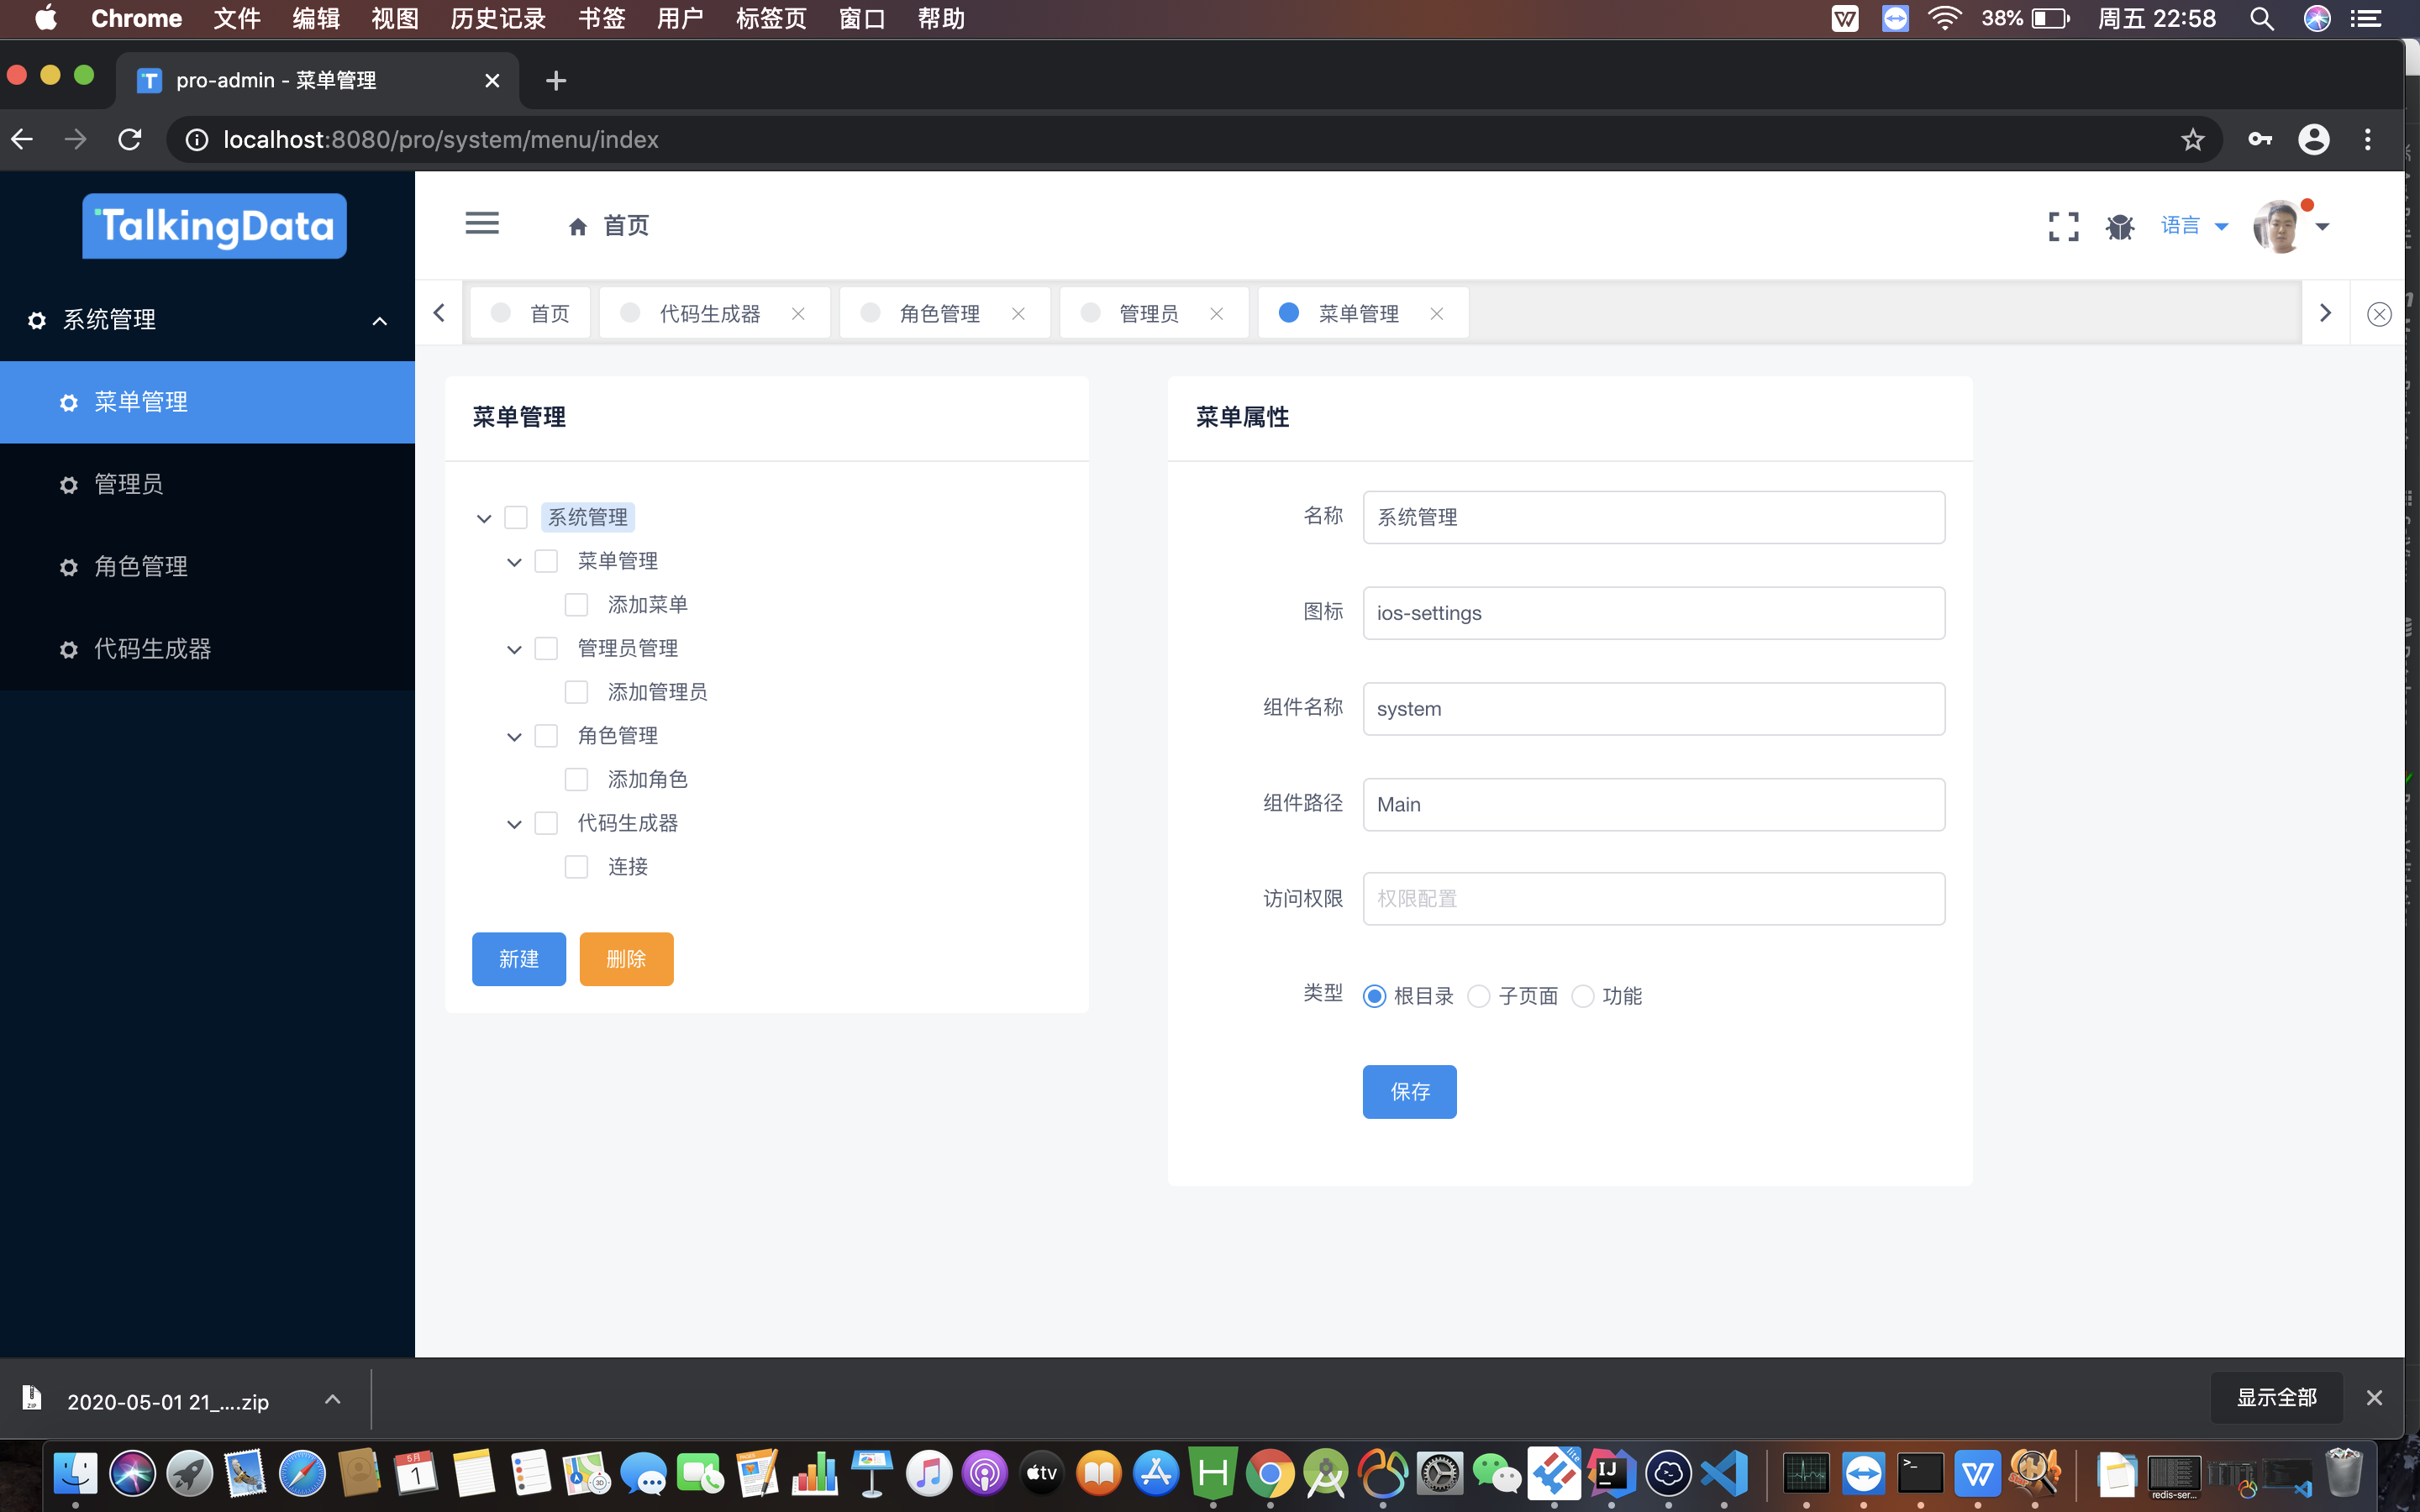 Chrome 文件 编辑 视图 历史记录 书签 用户 标签页 窗口 帮助 38% 周五 22:58
pro-admin - 菜单管理
localhost:8080/pro/system/menu/index
TalkingData
首页
语言
系统管理
菜单管理
管理员
角色管理
代码生成器
首页 代码生成器 角色管理 管理员 菜单管理
菜单管理
系统管理
菜单管理
添加菜单
管理员管理
添加管理员
角色管理
添加角色
代码生成器
连接
新建 删除
菜单属性
名称 系统管理
图标 ios-settings
组件名称 system
组件路径 Main
访问权限 权限配置
类型 根目录 子页面 功能
保存
2020-05-01 21_....zip
显示全部
5月
1
tv
H
IJ
lite
redis-ser...